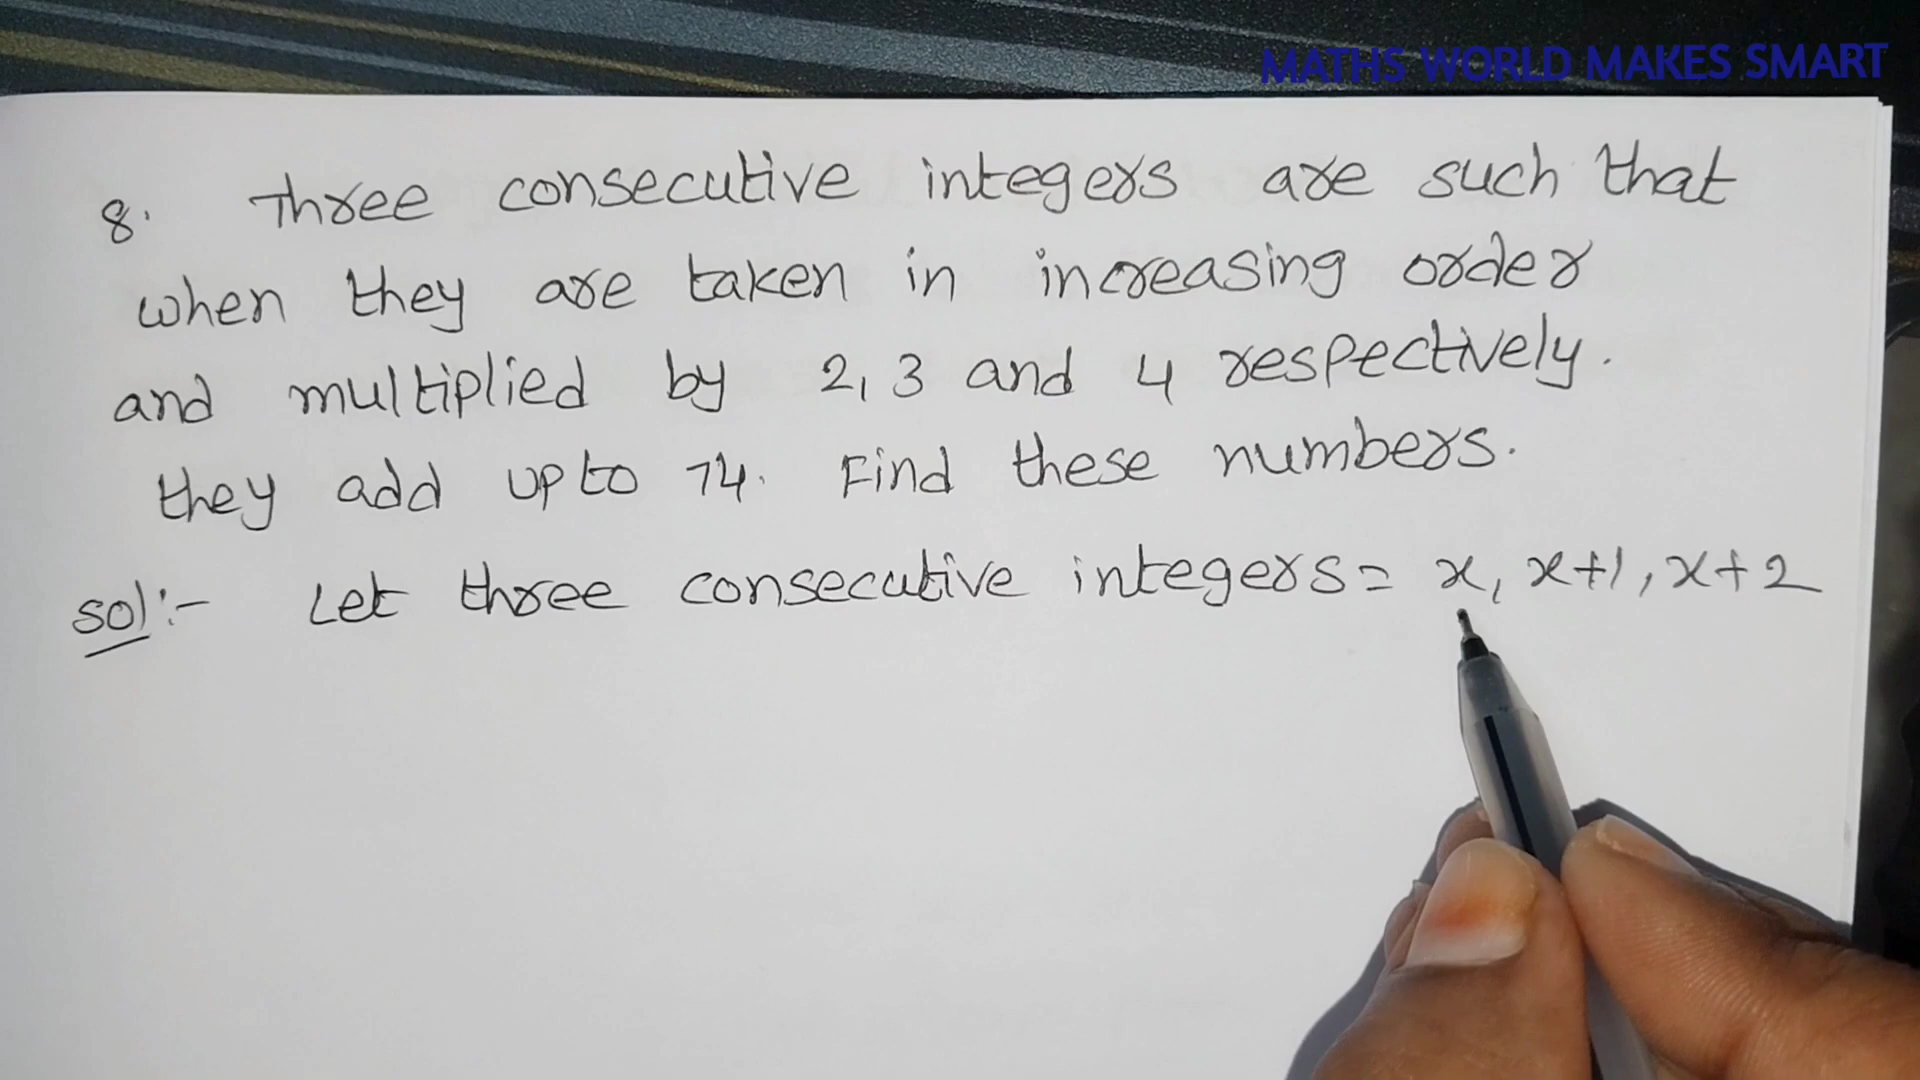 MATHS WORLD MAKES SMART
8. Three consecutive integers are such that
when they are taken in increasing order
and multiplied by 2, 3 and 4 respectively.
they add up to 74. Find these numbers.
Sol:- Let three consecutive integers = x, x+1, x+2